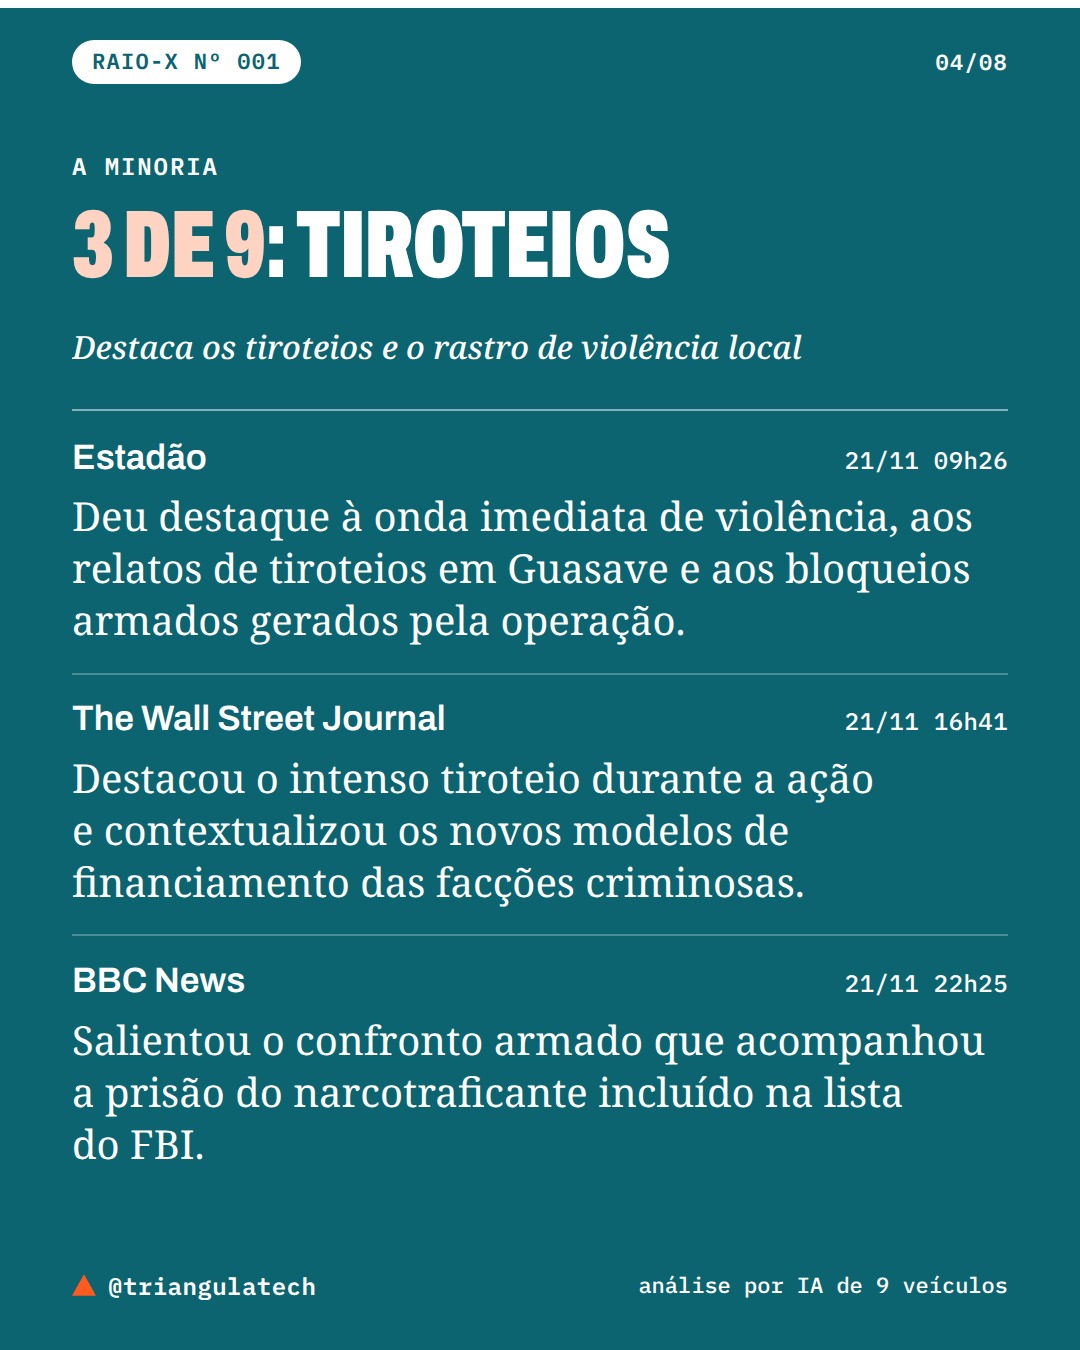 RAIO-X Nº 001
04/08
A MINORIA
3 DE 9: TIROTEIOS
Destaca os tiroteios e o rastro de violência local
Estadão
21/11 09h26
Deu destaque à onda imediata de violência, aos
relatos de tiroteios em Guasave e aos bloqueios
armados gerados pela operação.
The Wall Street Journal
21/11 16h41
Destacou o intenso tiroteio durante a ação
e contextualizou os novos modelos de
financiamento das facções criminosas.
BBC News
21/11 22h25
Salientou o confronto armado que acompanhou
a prisão do narcotraficante incluído na lista
do FBI.
@triangulatech
análise por IA de 9 veículos